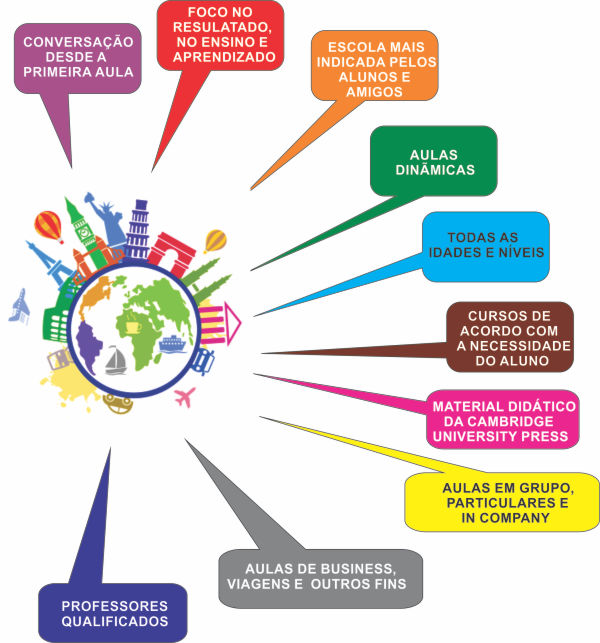 CONVERSAÇÃO
DESDE A
PRIMEIRA AULA
FOCO NO
RESULATADO,
NO ENSINO E
APRENDIZADO
ESCOLA MAIS
INDICADA PELOS
ALUNOS E
AMIGOS
AULAS
DINÃMICAS
TODAS AS
IDADES E NÍVEIS
CURSOS DE
ACORDO COM
A NECESSIDADE
DO ALUNO
MATERIAL DIDÁTICO
DA CAMBRIDGE
UNIVERSITY PRESS
AULAS EM GRUPO,
PARTICULARES E
IN COMPANY
AULAS DE BUSINESS,
VIAGENS E OUTROS FINS
PROFESSORES
QUALIFICADOS